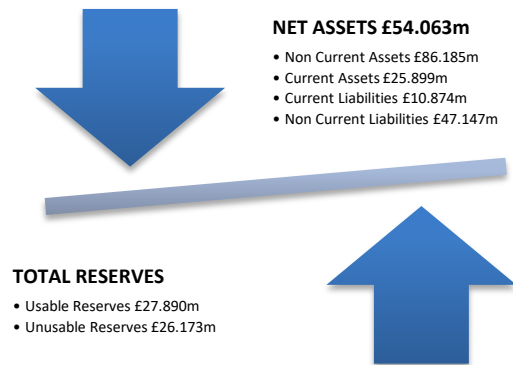 NET ASSETS £54.063m
• Non Current Assets £86.185m
• Current Assets £25.899m
• Current Liabilities £10.874m
• Non Current Liabilities £47.147m
TOTAL RESERVES
• Usable Reserves £27.890m
• Unusable Reserves £26.173m